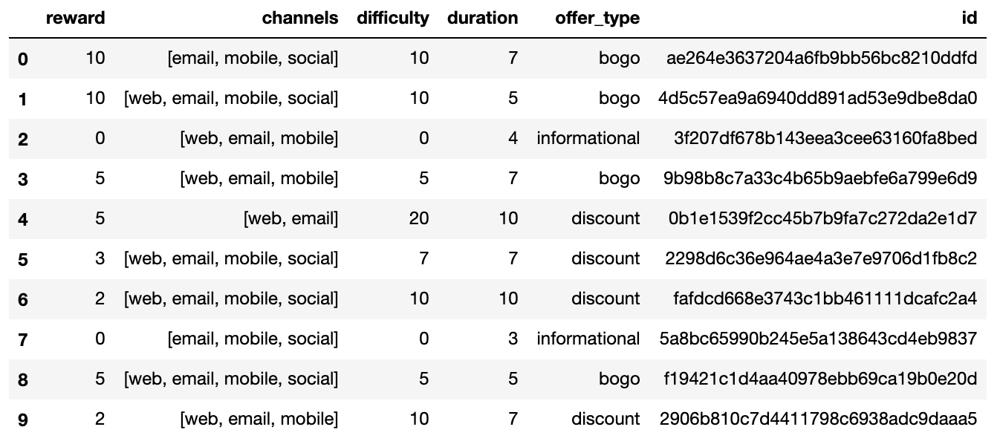 reward channels difficulty duration offer_type id
0 10 [email, mobile, social] 10 7 bogo ae264e3637204a6fb9bb56bc8210ddfd
1 10 [web, email, mobile, social] 10 5 bogo 4d5c57ea9a6940dd891ad53e9dbe8da0
2 0 [web, email, mobile] 0 4 informational 3f207df678b143eea3cee63160fa8bed
3 5 [web, email, mobile] 5 7 bogo 9b98b8c7a33c4b65b9aebfe6a799e6d9
4 5 [web, email] 20 10 discount 0b1e1539f2cc45b7b9fa7c272da2e1d7
5 3 [web, email, mobile, social] 7 7 discount 2298d6c36e964ae4a3e7e9706d1fb8c2
6 2 [web, email, mobile, social] 10 10 discount fafdcd668e3743c1bb461111dcafc2a4
7 0 [email, mobile, social] 0 3 informational 5a8bc65990b245e5a138643cd4eb9837
8 5 [web, email, mobile, social] 5 5 bogo f19421c1d4aa40978ebb69ca19b0e20d
9 2 [web, email, mobile] 10 7 discount 2906b810c7d4411798c6938adc9daaa5